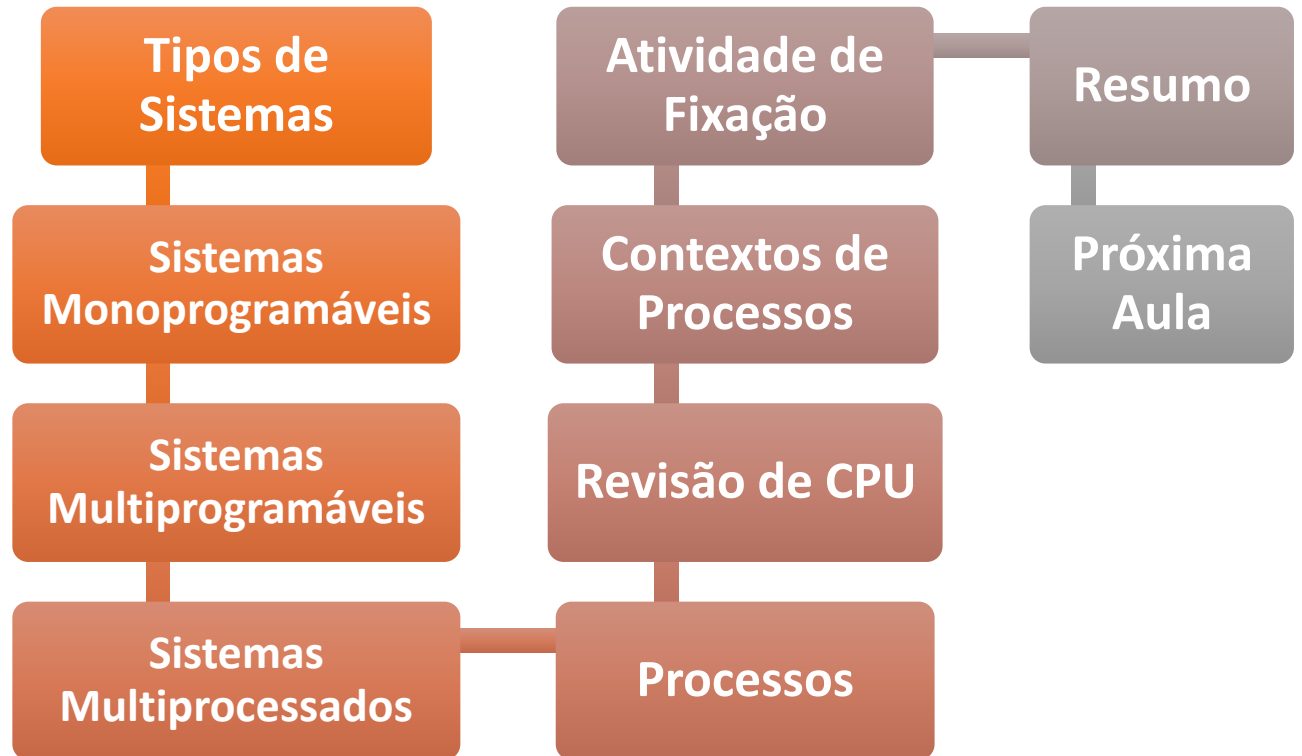 Tipos de
Sistemas
Sistemas
Monoprogramáveis
Sistemas
Multiprogramáveis
Sistemas
Multiprocessados
Processos
Revisão de CPU
Contextos de
Processos
Atividade de
Fixação
Resumo
Próxima
Aula